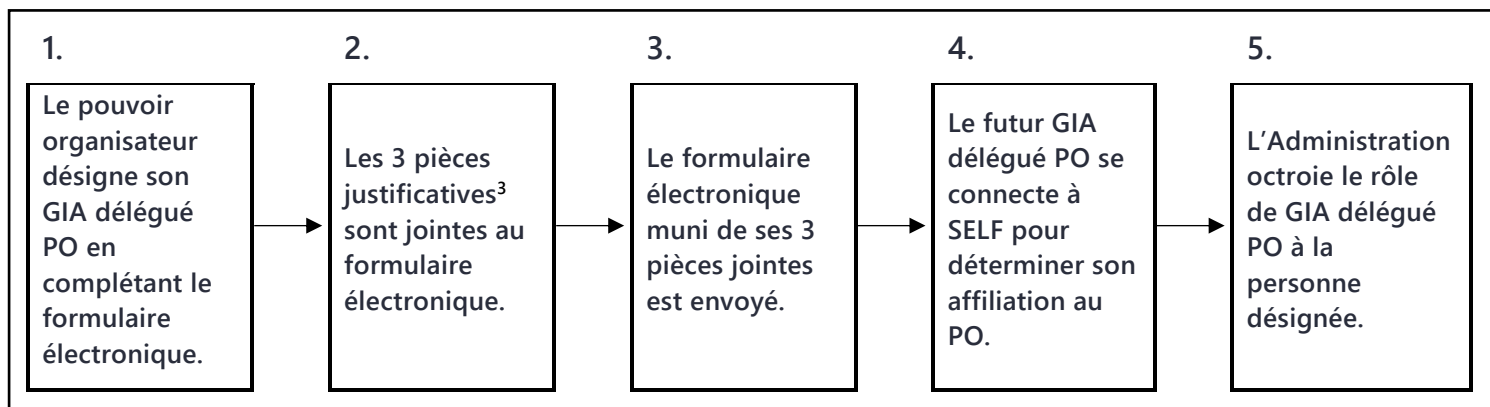 1.
Le pouvoir
organisateur
désigne son
GIA délégué
PO en
complétant le
formulaire
électronique.
2.
Les 3 pièces
justificatives³
sont jointes au
formulaire
électronique.
3.
Le formulaire
électronique
muni de ses 3
pièces jointes
est envoyé.
4.
Le futur GIA
délégué PO se
connecte à
SELF pour
déterminer son
affiliation au
PO.
5.
L’Administration
octroie le rôle
de GIA délégué
PO à la
personne
désignée.